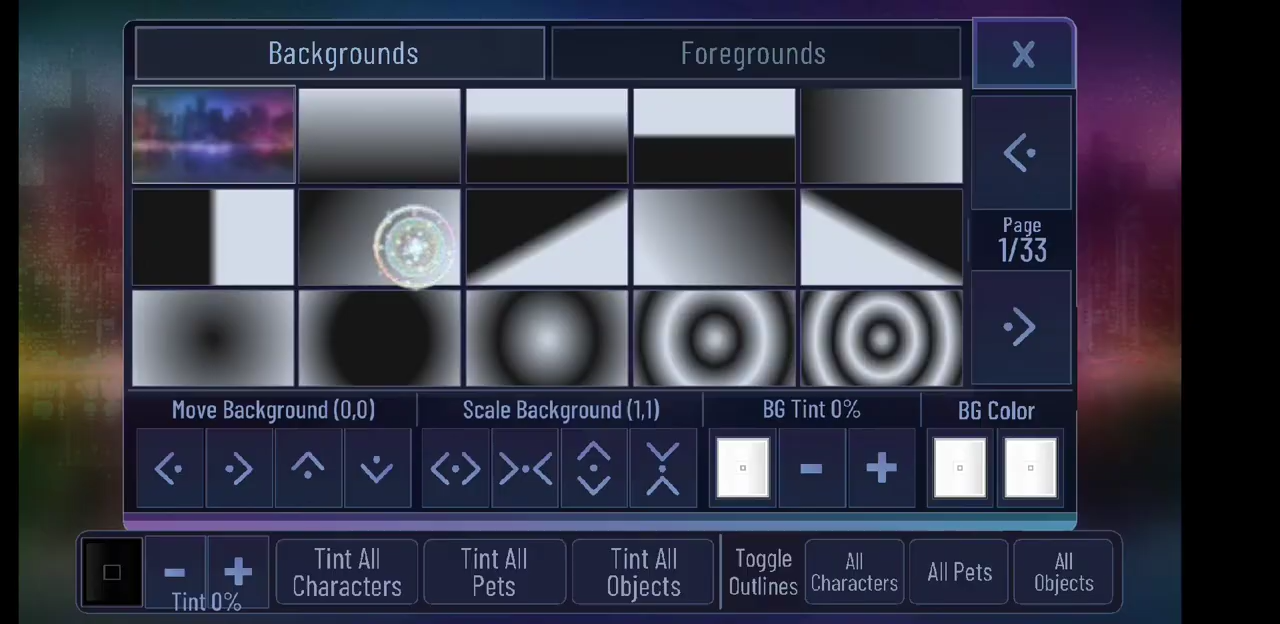 Backgrounds
Foregrounds
X
Page
1/33
Move Background (0,0)
Scale Background (1,1)
BG Tint 0%
BG Color
Tint 0%
Tint All
Characters
Tint All
Pets
Tint All
Objects
Toggle
Outlines
All
Characters
All Pets
All
Objects